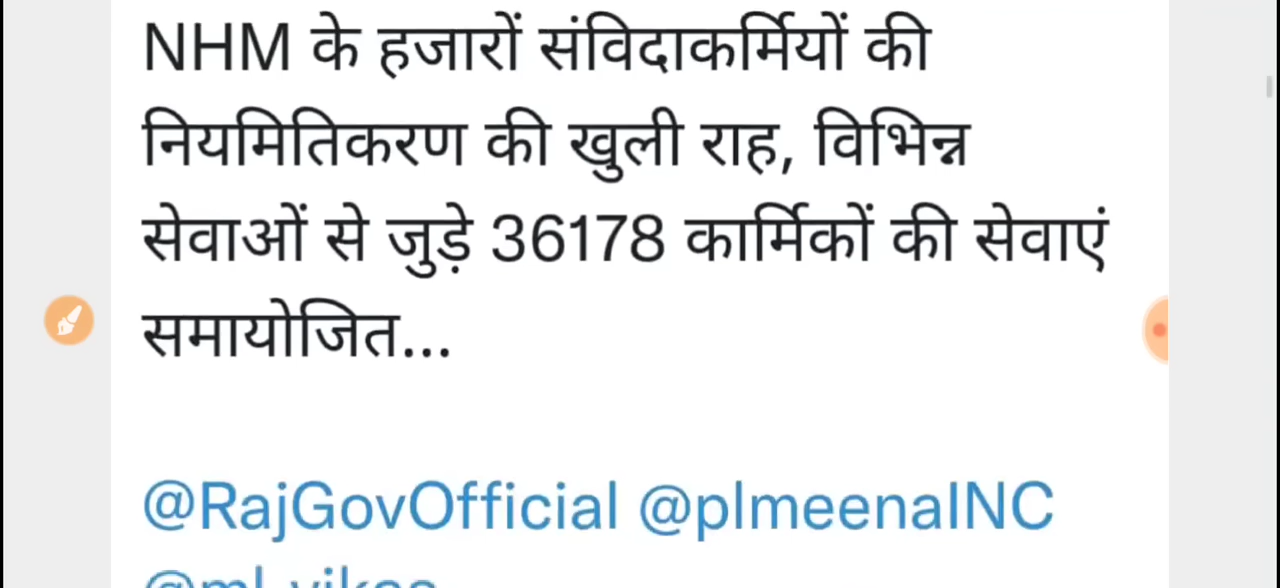 NHM के हजारों संविदाकर्मियों की
नियमितिकरण की खुली राह, विभिन्न
सेवाओं से जुड़े 36178 कार्मिकों की सेवाएं
समायोजित...
@RajGovOfficial @plmeenaINC